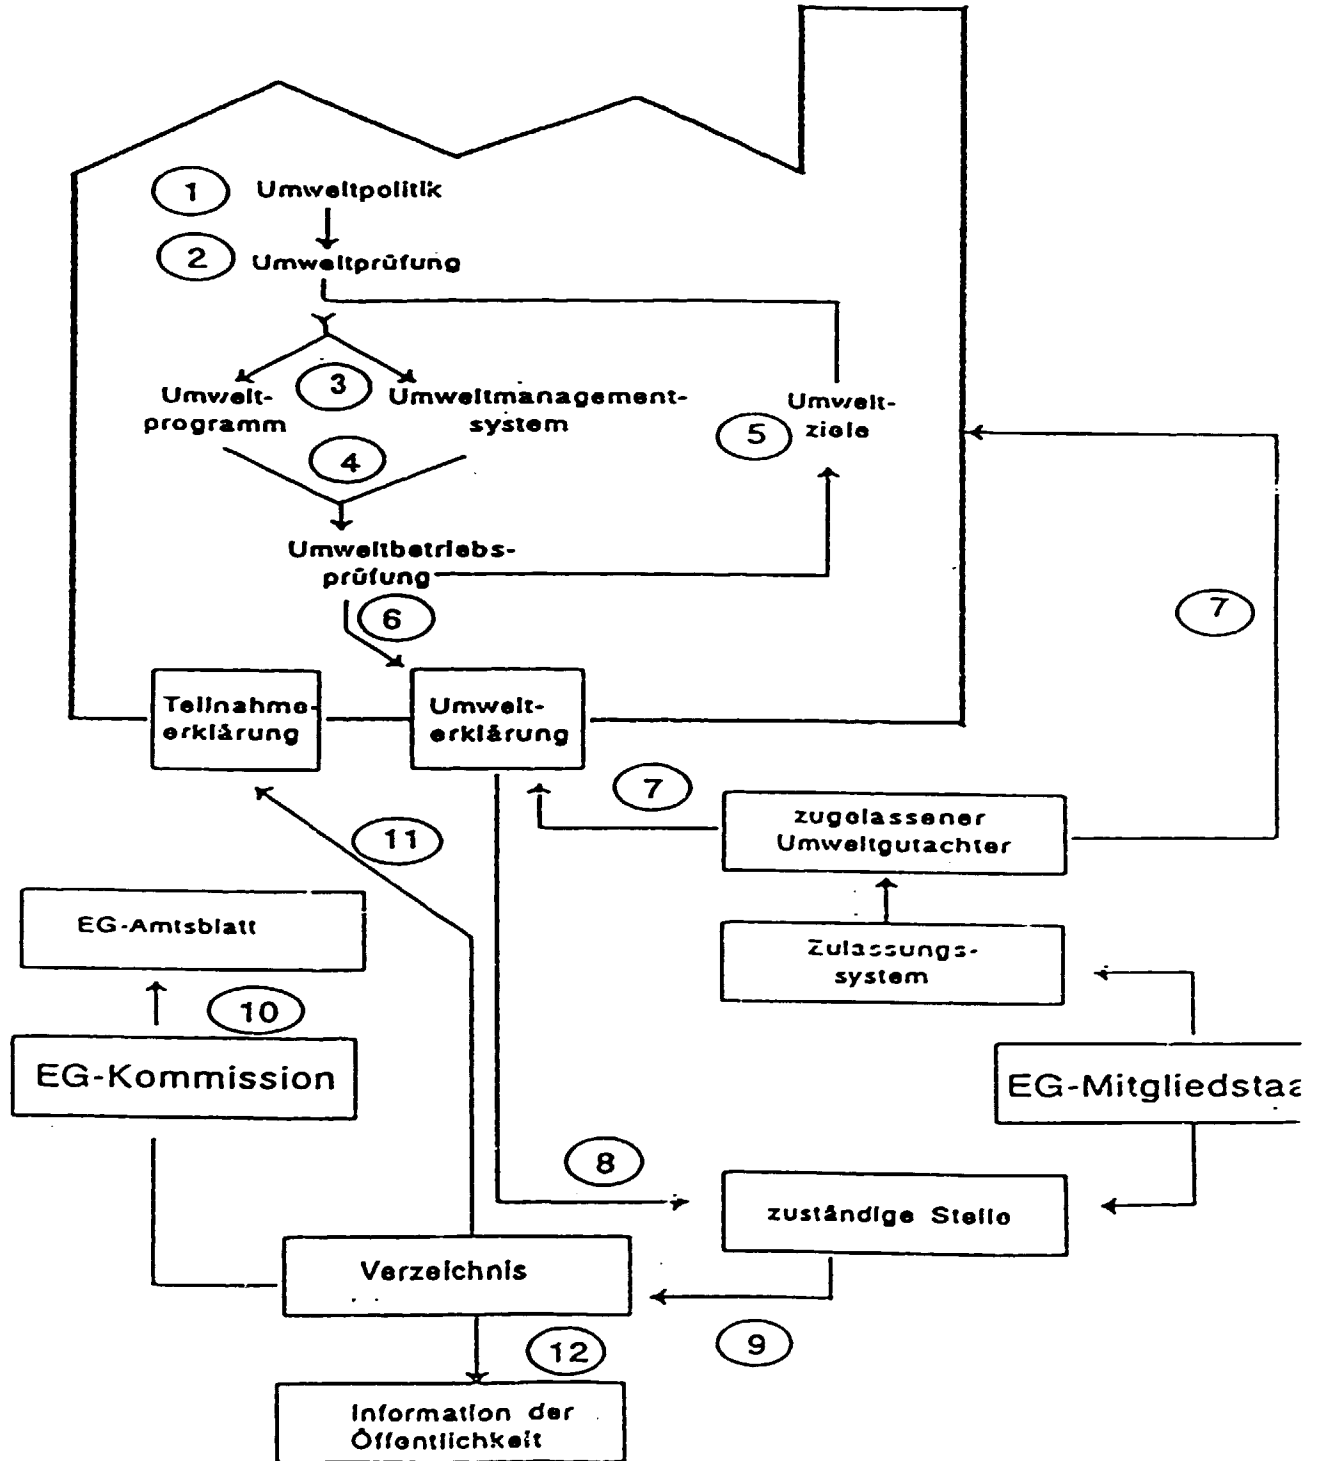 1 Umweltpolitik
2 Umweltprüfung
Umwelt-
programm
3
Umweltmanagement-
system
4
Umwelt-
ziele
5
Umweltbetriebs-
prüfung
6
7
Teilnahme-
erklärung
Umwelt-
erklärung
7
zugelassener
Umweltgutachter
11
EG-Amtsblatt
Zulassungs-
system
10
EG-Kommission
EG-Mitgliedstaa
8
zuständige Stelle
Verzeichnis
9
12
Information der
Öffentlichkeit